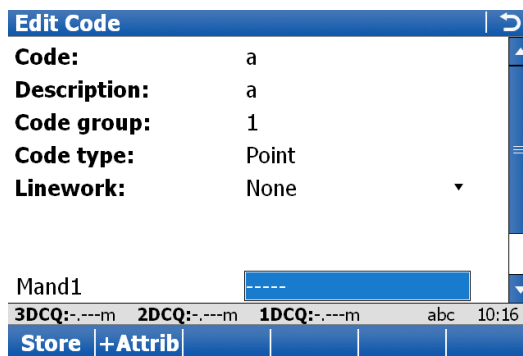 Edit Code
Code: a
Description: a
Code group: 1
Code type: Point
Linework: None
Mand1 -----
3DCQ:-.---m 2DCQ:-.---m 1DCQ:-.---m abc 10:16
Store +Attrib